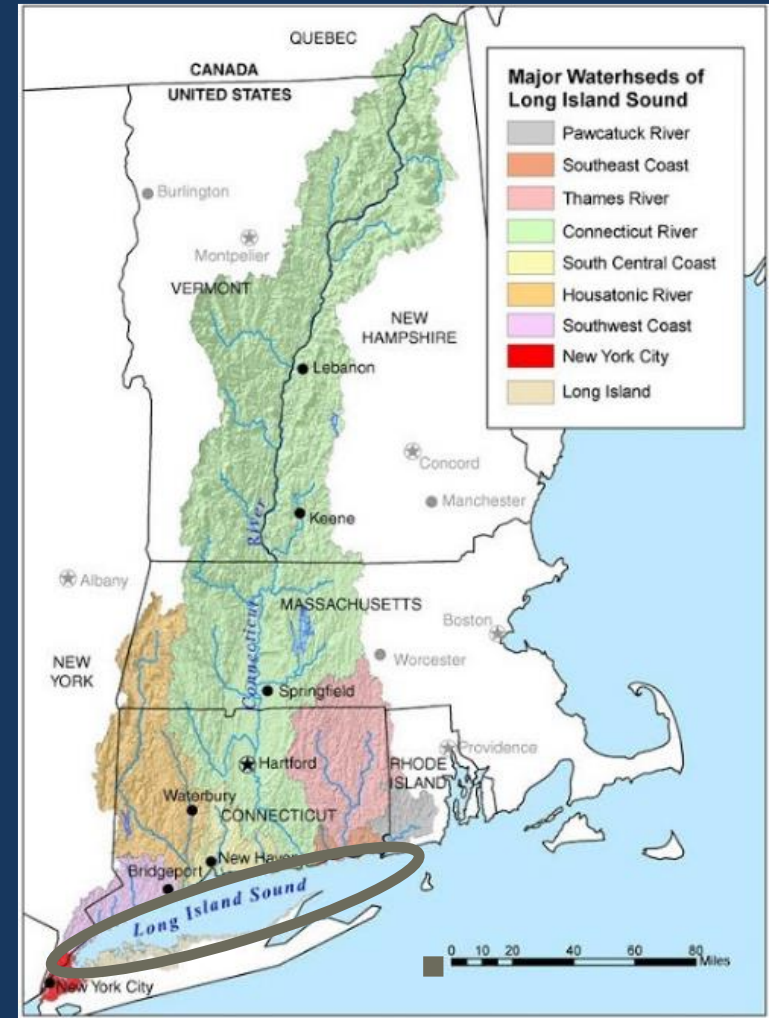 QUEBEC
CANADA
UNITED STATES
Major Waterhseds of
Long Island Sound
Pawcatuck River
Southeast Coast
Thames River
Connecticut River
South Central Coast
Housatonic River
Southwest Coast
New York City
Long Island
Burlington
Montpelier
VERMONT
NEW
HAMPSHIRE
Lebanon
Concord
Manchester
Keene
Connecticut River
Albany
MASSACHUSETTS
Boston
Worcester
NEW
YORK
Springfield
Hartford
Providence
RHODE
ISLAND
Waterbury
CONNECTICUT
New Haven
Bridgeport
Long Island Sound
New York City
0 10 20 40 60 80
Miles